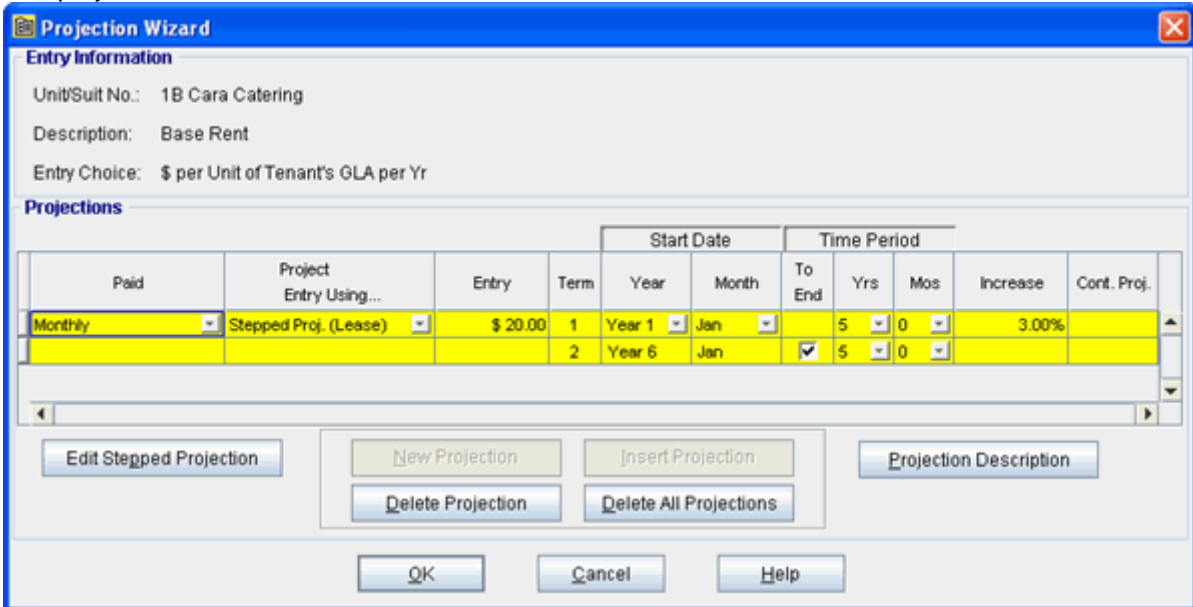 Projection Wizard
Entry Information
Unit/Suit No.: 1B Cara Catering
Description: Base Rent
Entry Choice: $ per Unit of Tenant's GLA per Yr
Projections
Start Date Time Period
Paid Project Entry Using... Entry Term Year Month To End Yrs Mos Increase Cont. Proj.
Monthly Stepped Proj. (Lease) $ 20.00 1 Year 1 Jan 5 0 3.00%
2 Year 6 Jan 5 0
Edit Stepped Projection New Projection Insert Projection Projection Description
Delete Projection Delete All Projections
OK Cancel Help